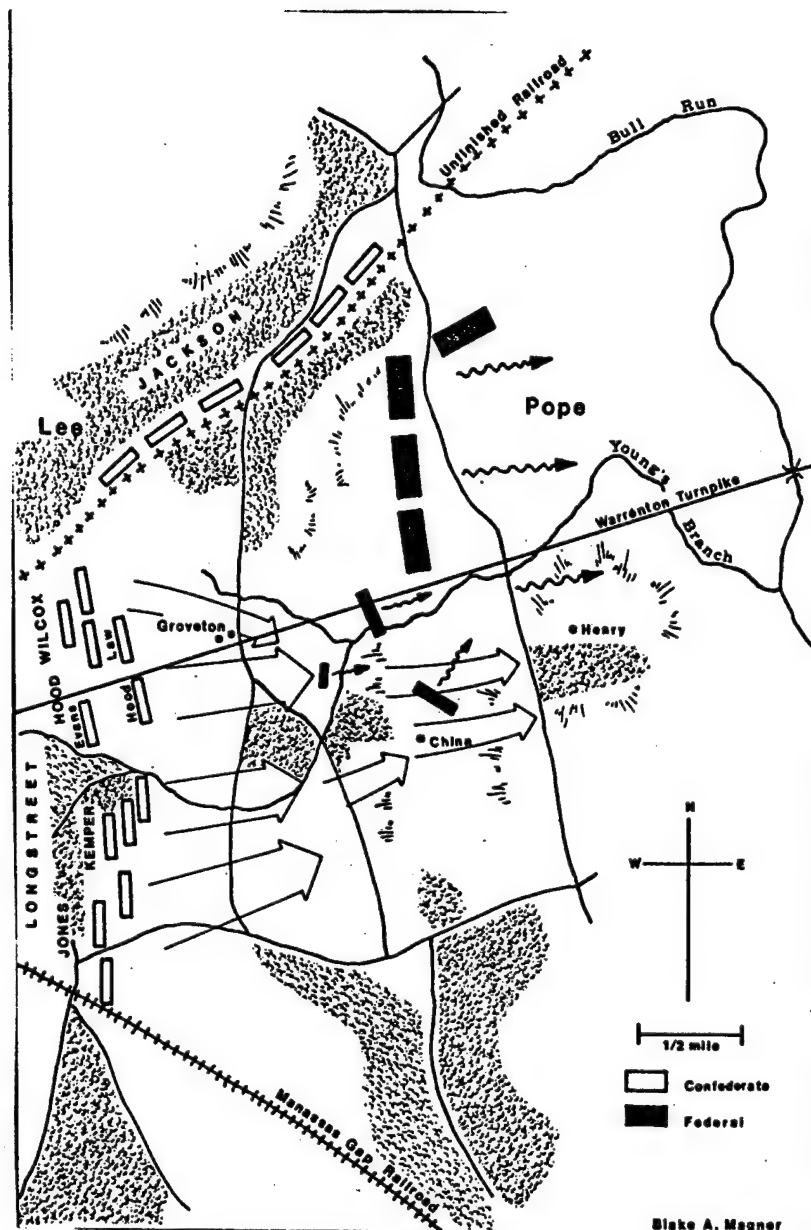 Unfinished Railroad
Bull Run
JACKSON
Lee
Pope
Young's
Branch
Warrenton Turnpike
WILCOX
Law
Groveton
Henry
HOOD
Evans
Hood
Chinn
LONGSTREET
KEMPER
JONES
N
W E
S
1/2 mile
Confederate
Federal
Manassas Gap Railroad
Blake A. Magner